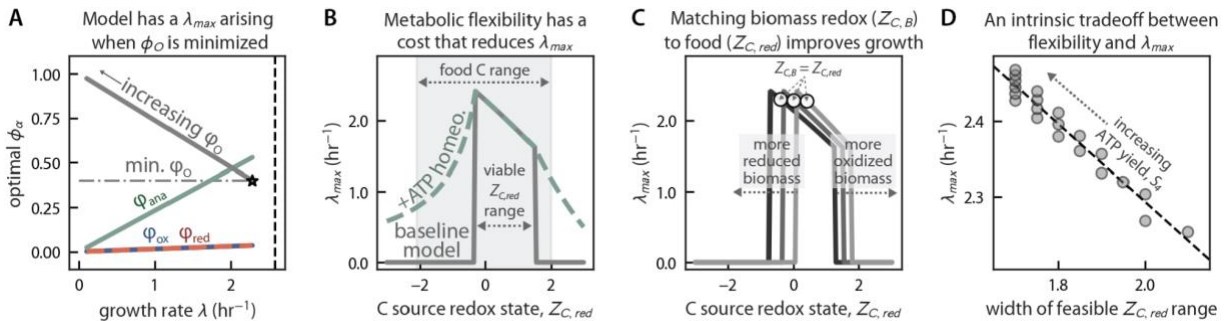 A
Model has a λmax arising
when ϕO is minimized
optimal ϕα
1.00
0.75
0.50
0.25
0.00
increasing φO
min. φO
φana
φox φred
0
1
2
growth rate λ (hr⁻¹)
B
Metabolic flexibility has a
cost that reduces λmax
λmax (hr⁻¹)
2.0
1.0
0.0
food C range
+ATP homeo.
viable
ZC,red
range
baseline
model
−2
0
2
C source redox state, ZC, red
C
Matching biomass redox (ZC, B)
to food (ZC, red) improves growth
λmax (hr⁻¹)
2.0
1.0
0.0
ZC,B = ZC,red
more
reduced
biomass
more
oxidized
biomass
−2
0
2
C source redox state, ZC, red
D
An intrinsic tradeoff between
flexibility and λmax
λmax (hr⁻¹)
2.4
2.3
increasing
ATP yield, S4
1.8
2.0
width of feasible ZC, red range